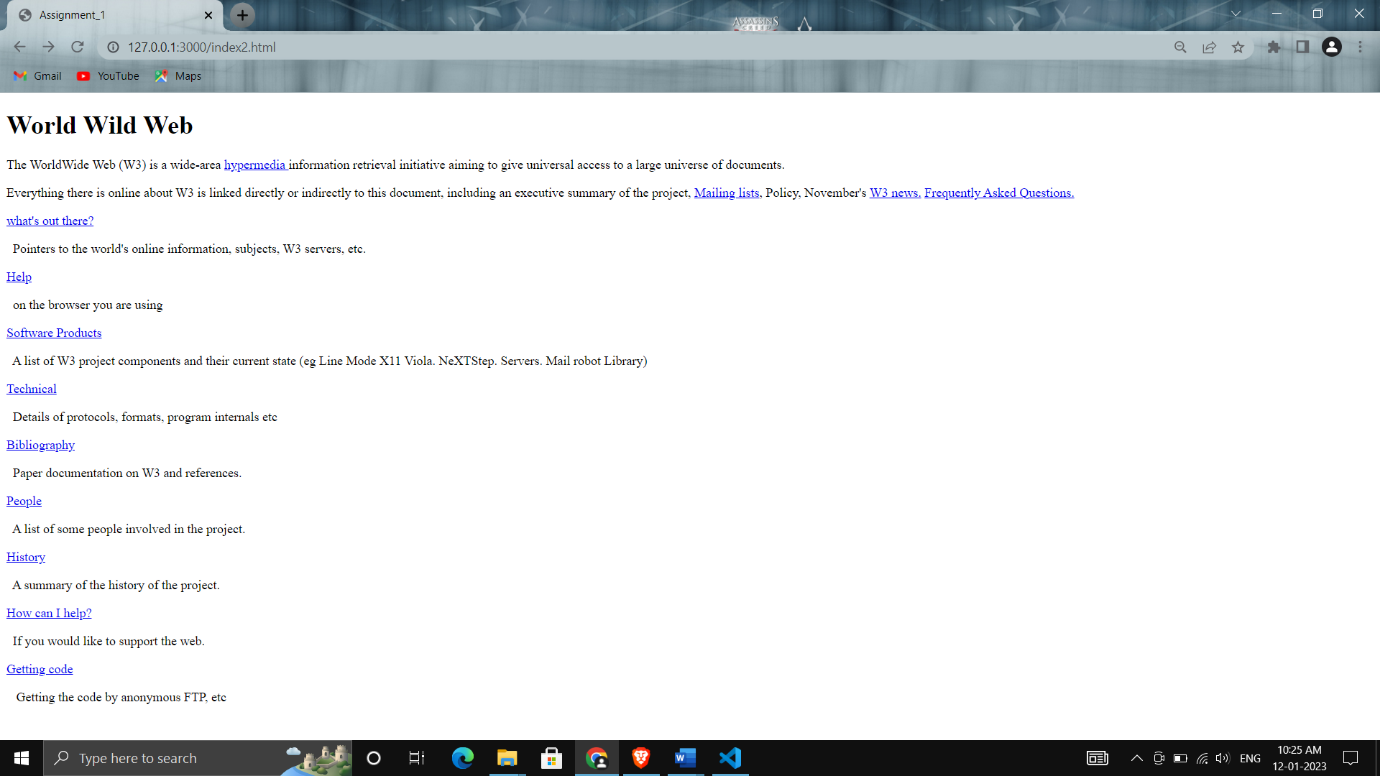 Assignment_1
ASSASSIN'S
CREED
127.0.0.1:3000/index2.html
Gmail YouTube Maps
World Wild Web
The WorldWide Web (W3) is a wide-area hypermedia information retrieval initiative aiming to give universal access to a large universe of documents.
Everything there is online about W3 is linked directly or indirectly to this document, including an executive summary of the project, Mailing lists, Policy, November's W3 news, Frequently Asked Questions.
what's out there?
Pointers to the world's online information, subjects, W3 servers, etc.
Help
on the browser you are using
Software Products
A list of W3 project components and their current state (eg Line Mode X11 Viola. NeXTStep. Servers. Mail robot Library)
Technical
Details of protocols, formats, program internals etc
Bibliography
Paper documentation on W3 and references.
People
A list of some people involved in the project.
History
A summary of the history of the project.
How can I help?
If you would like to support the web.
Getting code
Getting the code by anonymous FTP, etc
Type here to search
ENG
10:25 AM
12-01-2023